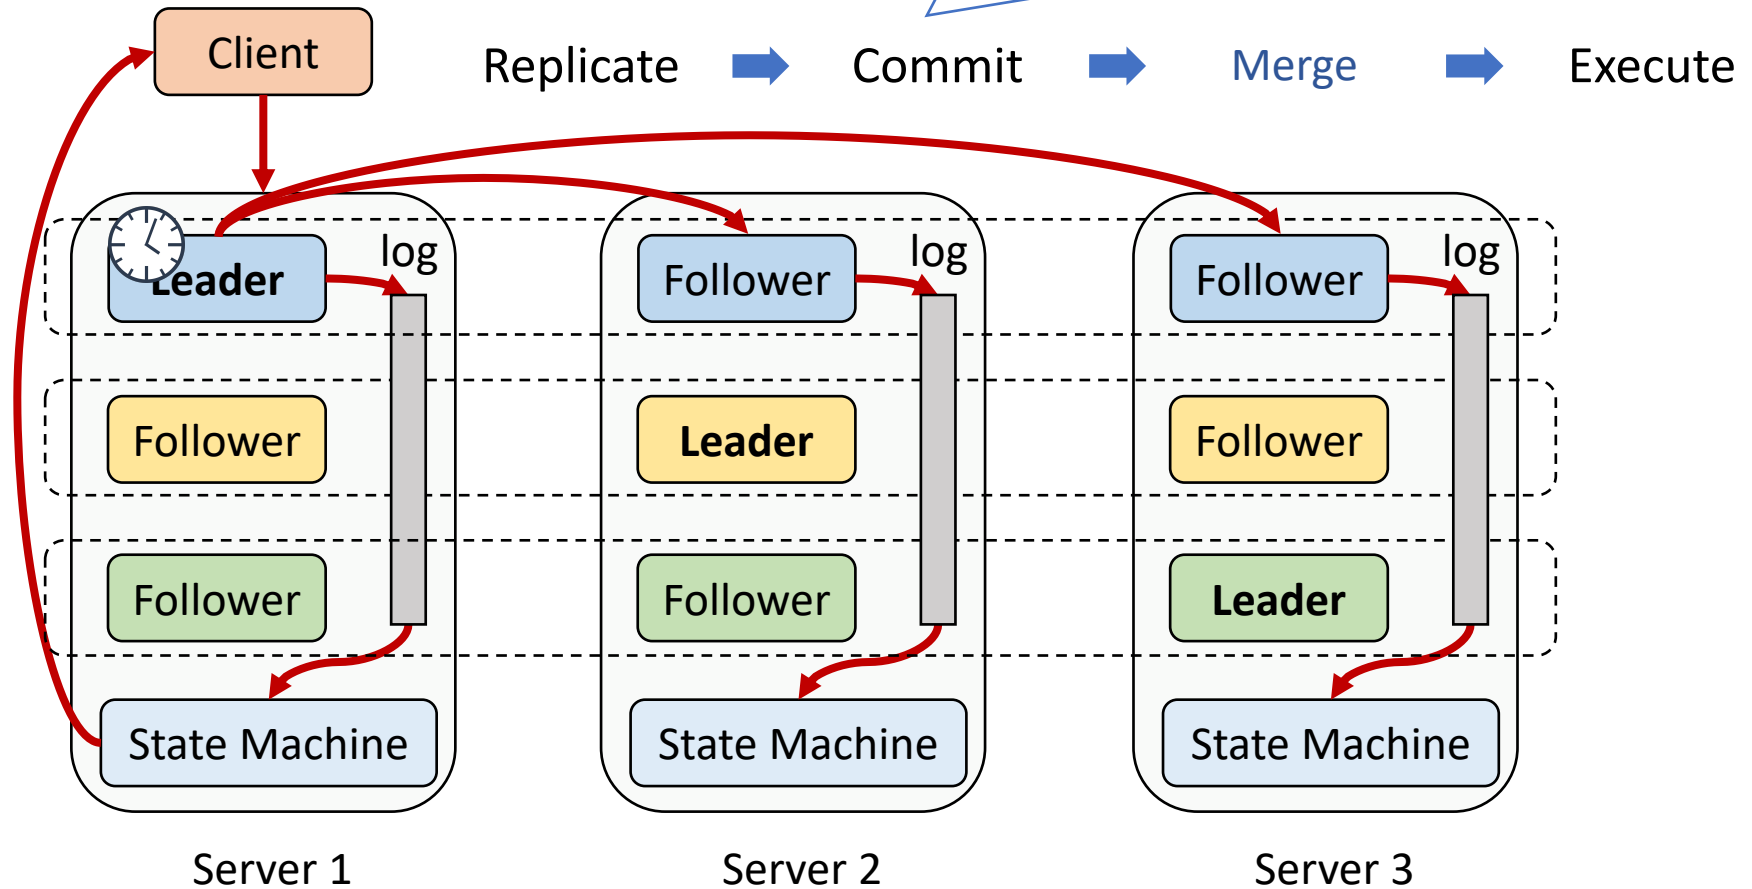 Client
Replicate Commit Merge Execute
log log log
Leader Follower Follower
Follower Leader Follower
Follower Follower Leader
State Machine State Machine State Machine
Server 1 Server 2 Server 3